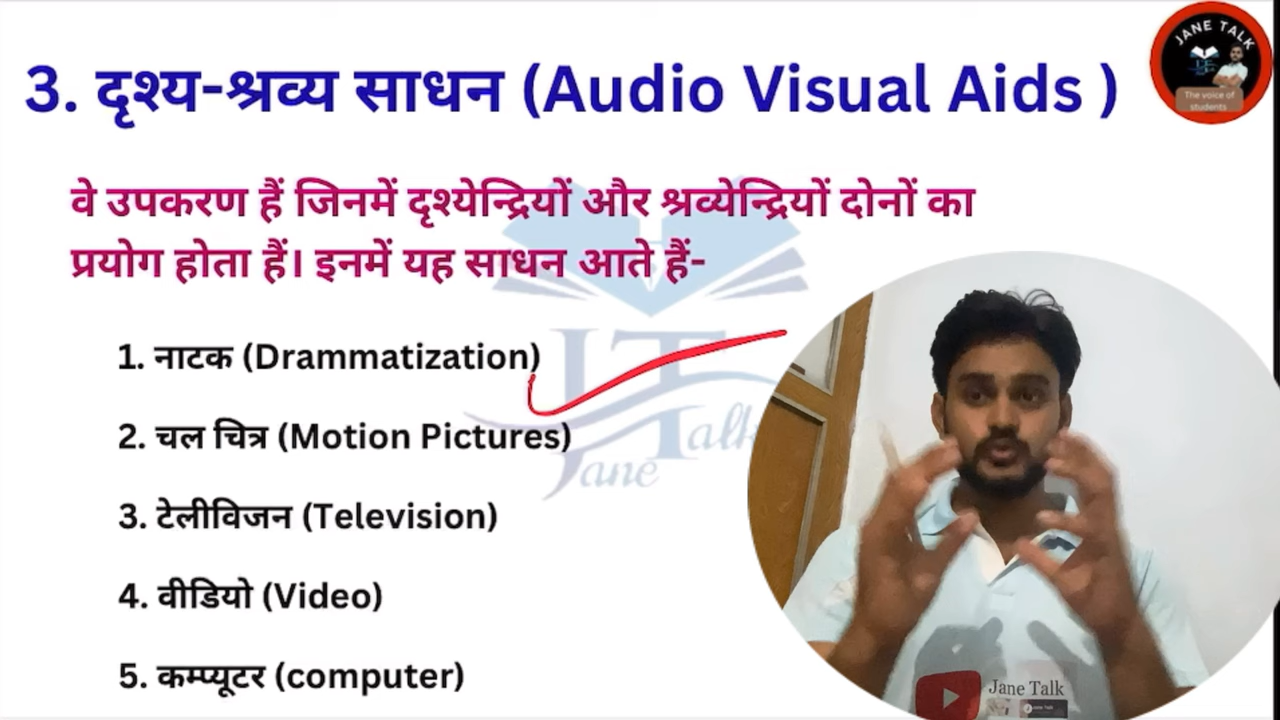 3. दृश्य-श्रव्य साधन (Audio Visual Aids )
JANE TALK
The voice of
students
वे उपकरण हैं जिनमें दृश्येन्द्रियों और श्रव्येन्द्रियों दोनों का
प्रयोग होता हैं। इनमें यह साधन आते हैं-
1. नाटक (Drammatization)
2. चल चित्र (Motion Pictures)
3. टेलीविजन (Television)
4. वीडियो (Video)
5. कम्प्यूटर (computer)
JT
Jane Talk
Jane Talk